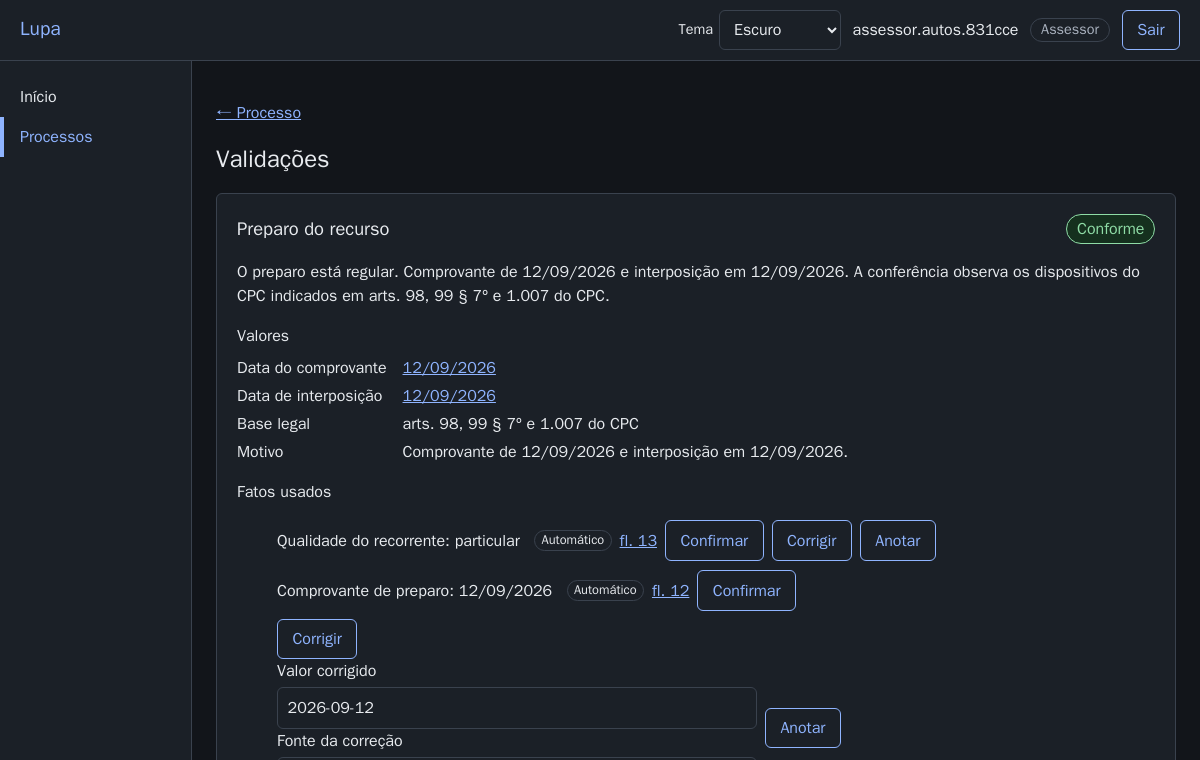 Lupa
Tema
Escuro
assessor.autos.831cce
Assessor
Sair
Início
Processos
← Processo
Validações
Preparo do recurso
Conforme
O preparo está regular. Comprovante de 12/09/2026 e interposição em 12/09/2026. A conferência observa os dispositivos do
CPC indicados em arts. 98, 99 § 7º e 1.007 do CPC.
Valores
Data do comprovante 12/09/2026
Data de interposição 12/09/2026
Base legal arts. 98, 99 § 7º e 1.007 do CPC
Motivo Comprovante de 12/09/2026 e interposição em 12/09/2026.
Fatos usados
Qualidade do recorrente: particular Automático fl. 13 Confirmar Corrigir Anotar
Comprovante de preparo: 12/09/2026 Automático fl. 12 Confirmar
Corrigir
Valor corrigido
2026-09-12
Anotar
Fonte da correção